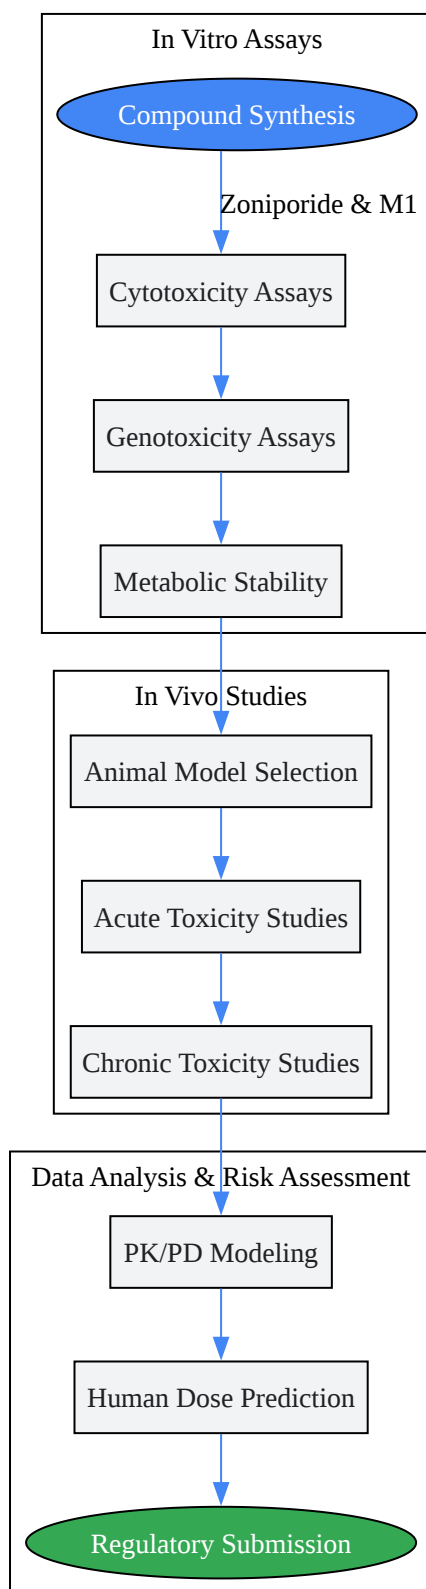 In Vitro Assays
Compound Synthesis
Zoniporide & M1
Cytotoxicity Assays
Genotoxicity Assays
Metabolic Stability
In Vivo Studies
Animal Model Selection
Acute Toxicity Studies
Chronic Toxicity Studies
Data Analysis & Risk Assessment
PK/PD Modeling
Human Dose Prediction
Regulatory Submission